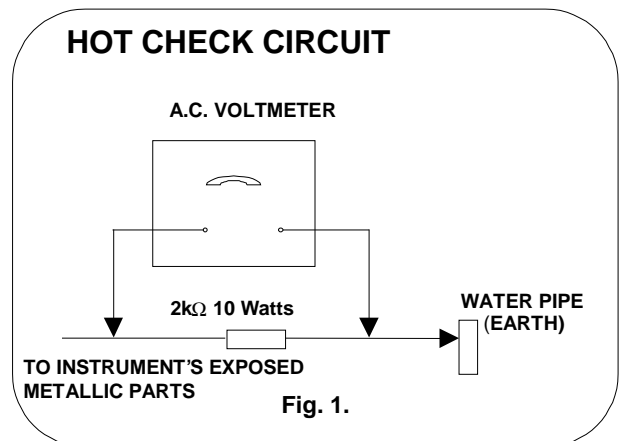 HOT CHECK CIRCUIT
A.C. VOLTMETER
2kΩ 10 Watts
WATER PIPE
(EARTH)
TO INSTRUMENT'S EXPOSED
METALLIC PARTS
Fig. 1.